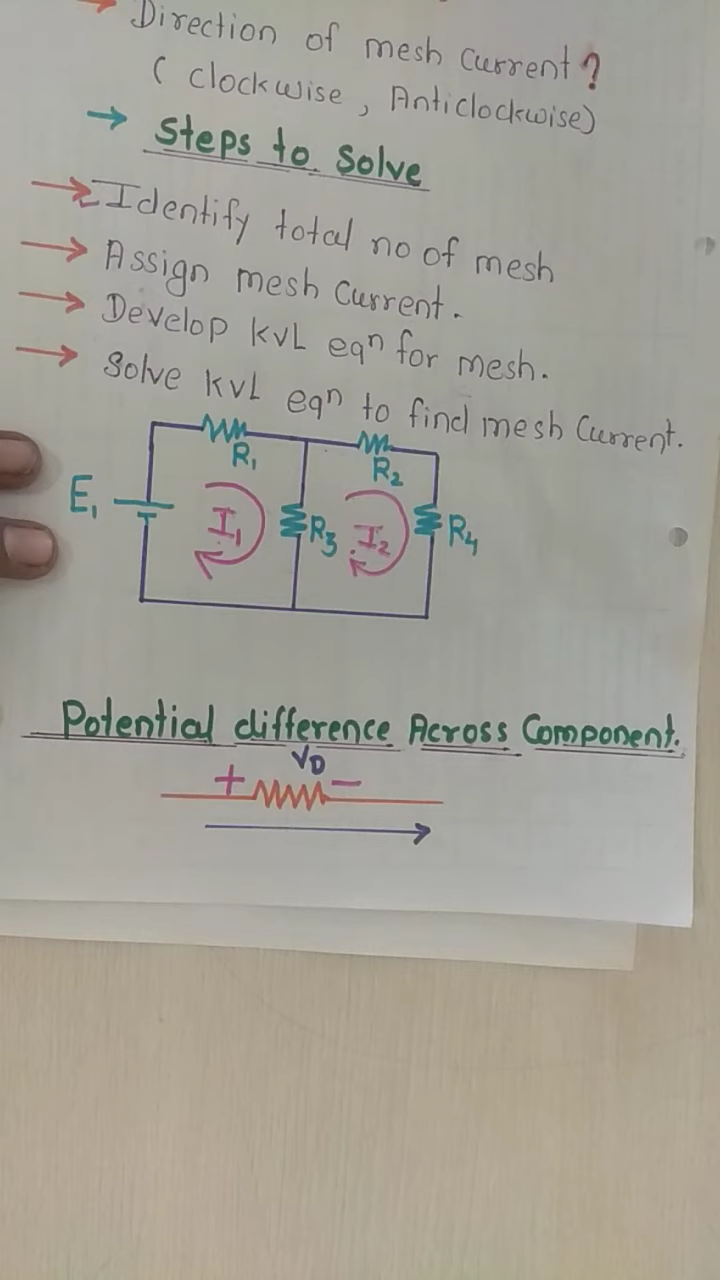 Direction of mesh current?
( Clockwise, Anticlockwise)
→ Steps to Solve
→ Identify total no of mesh
→ Assign mesh Current.
→ Develop KVL eqⁿ for mesh.
→ Solve KVL eqⁿ to find mesh Current.
R₁ R₂
E₁ I₁ R₃ I₂ R₄
Potential difference Across Component.
V_D
+ −